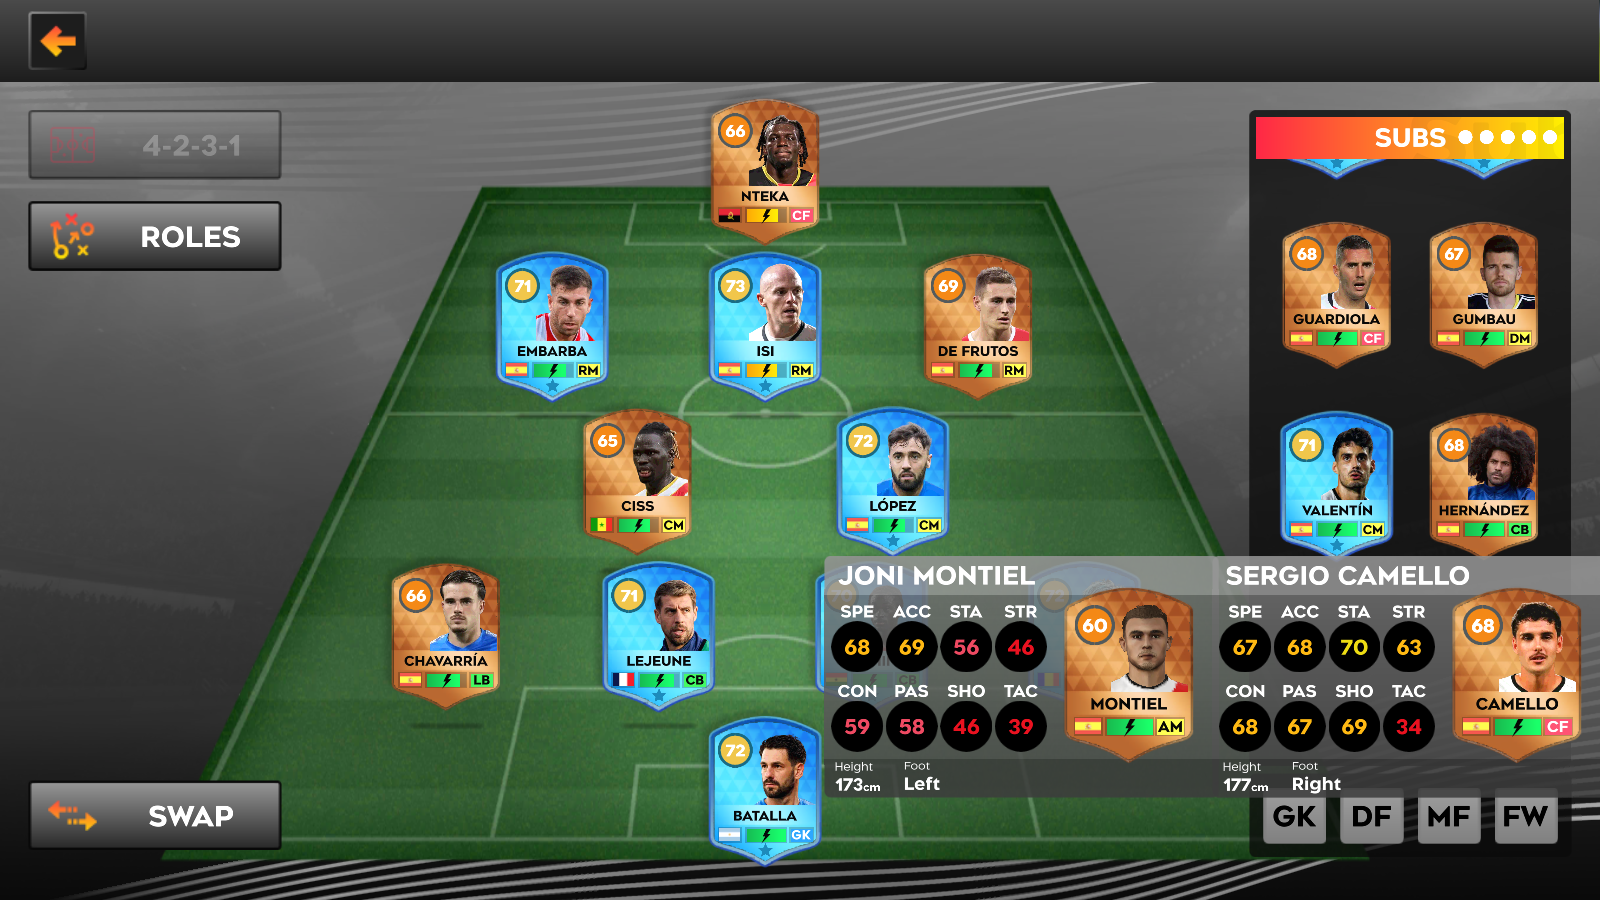 4-2-3-1
ROLES
SWAP
66
NTEKA
CF
71
EMBARBA
RM
73
ISI
RM
69
DE FRUTOS
RM
65
CISS
CM
72
LÓPEZ
CM
66
CHAVARRÍA
LB
71
LEJEUNE
CB
CB
72
72
BATALLA
GK
SUBS
68
GUARDIOLA
CF
67
GUMBAU
DM
71
VALENTÍN
CM
68
HERNÁNDEZ
CB
JONI MONTIEL
SPE ACC STA STR
68 69 56 46
CON PAS SHO TAC
59 58 46 39
Height Foot
173cm Left
60
MONTIEL
AM
SERGIO CAMELLO
SPE ACC STA STR
67 68 70 63
CON PAS SHO TAC
68 67 69 34
Height Foot
177cm Right
68
CAMELLO
CF
GK DF MF FW